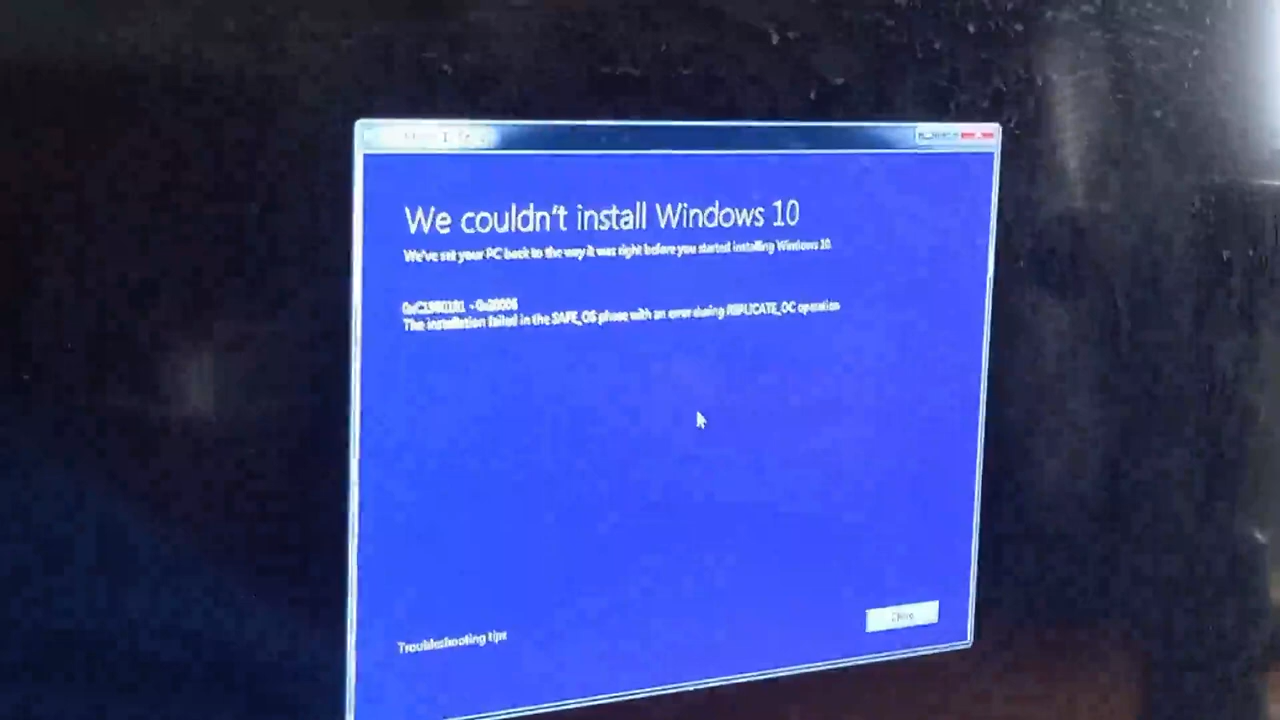 We couldn't install Windows 10
We've set your PC back to the way it was right before you started installing Windows 10.
0xC1900101 - 0x20006
The installation failed in the SAFE_OS phase with an error during REPLICATE_OC operation
Close
Troubleshooting tips